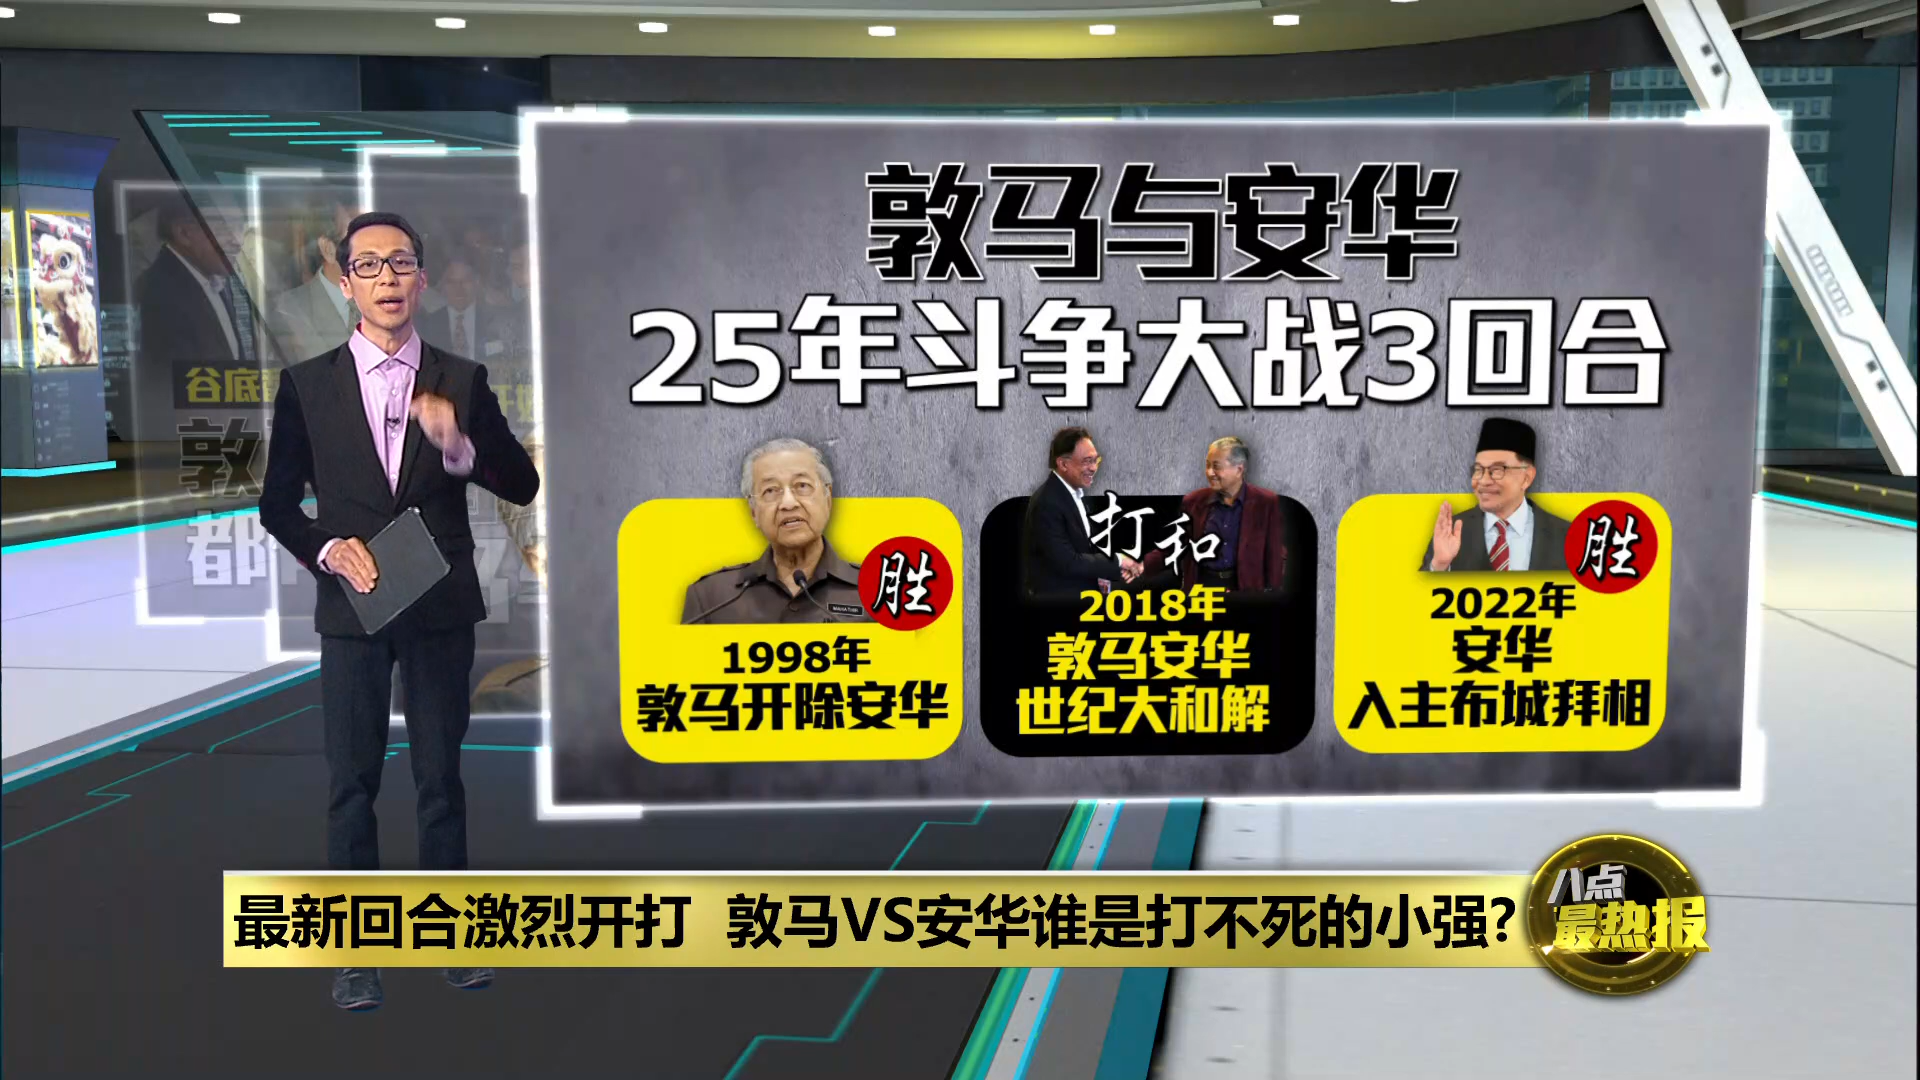 敦马与安华
25年斗争大战3回合
胜
1998年
敦马开除安华
打和
2018年
敦马安华
世纪大和解
胜
2022年
安华
入主布城拜相
谷底
敦
都
最新回合激烈开打 敦马VS安华谁是打不死的小强?
八点
最热报